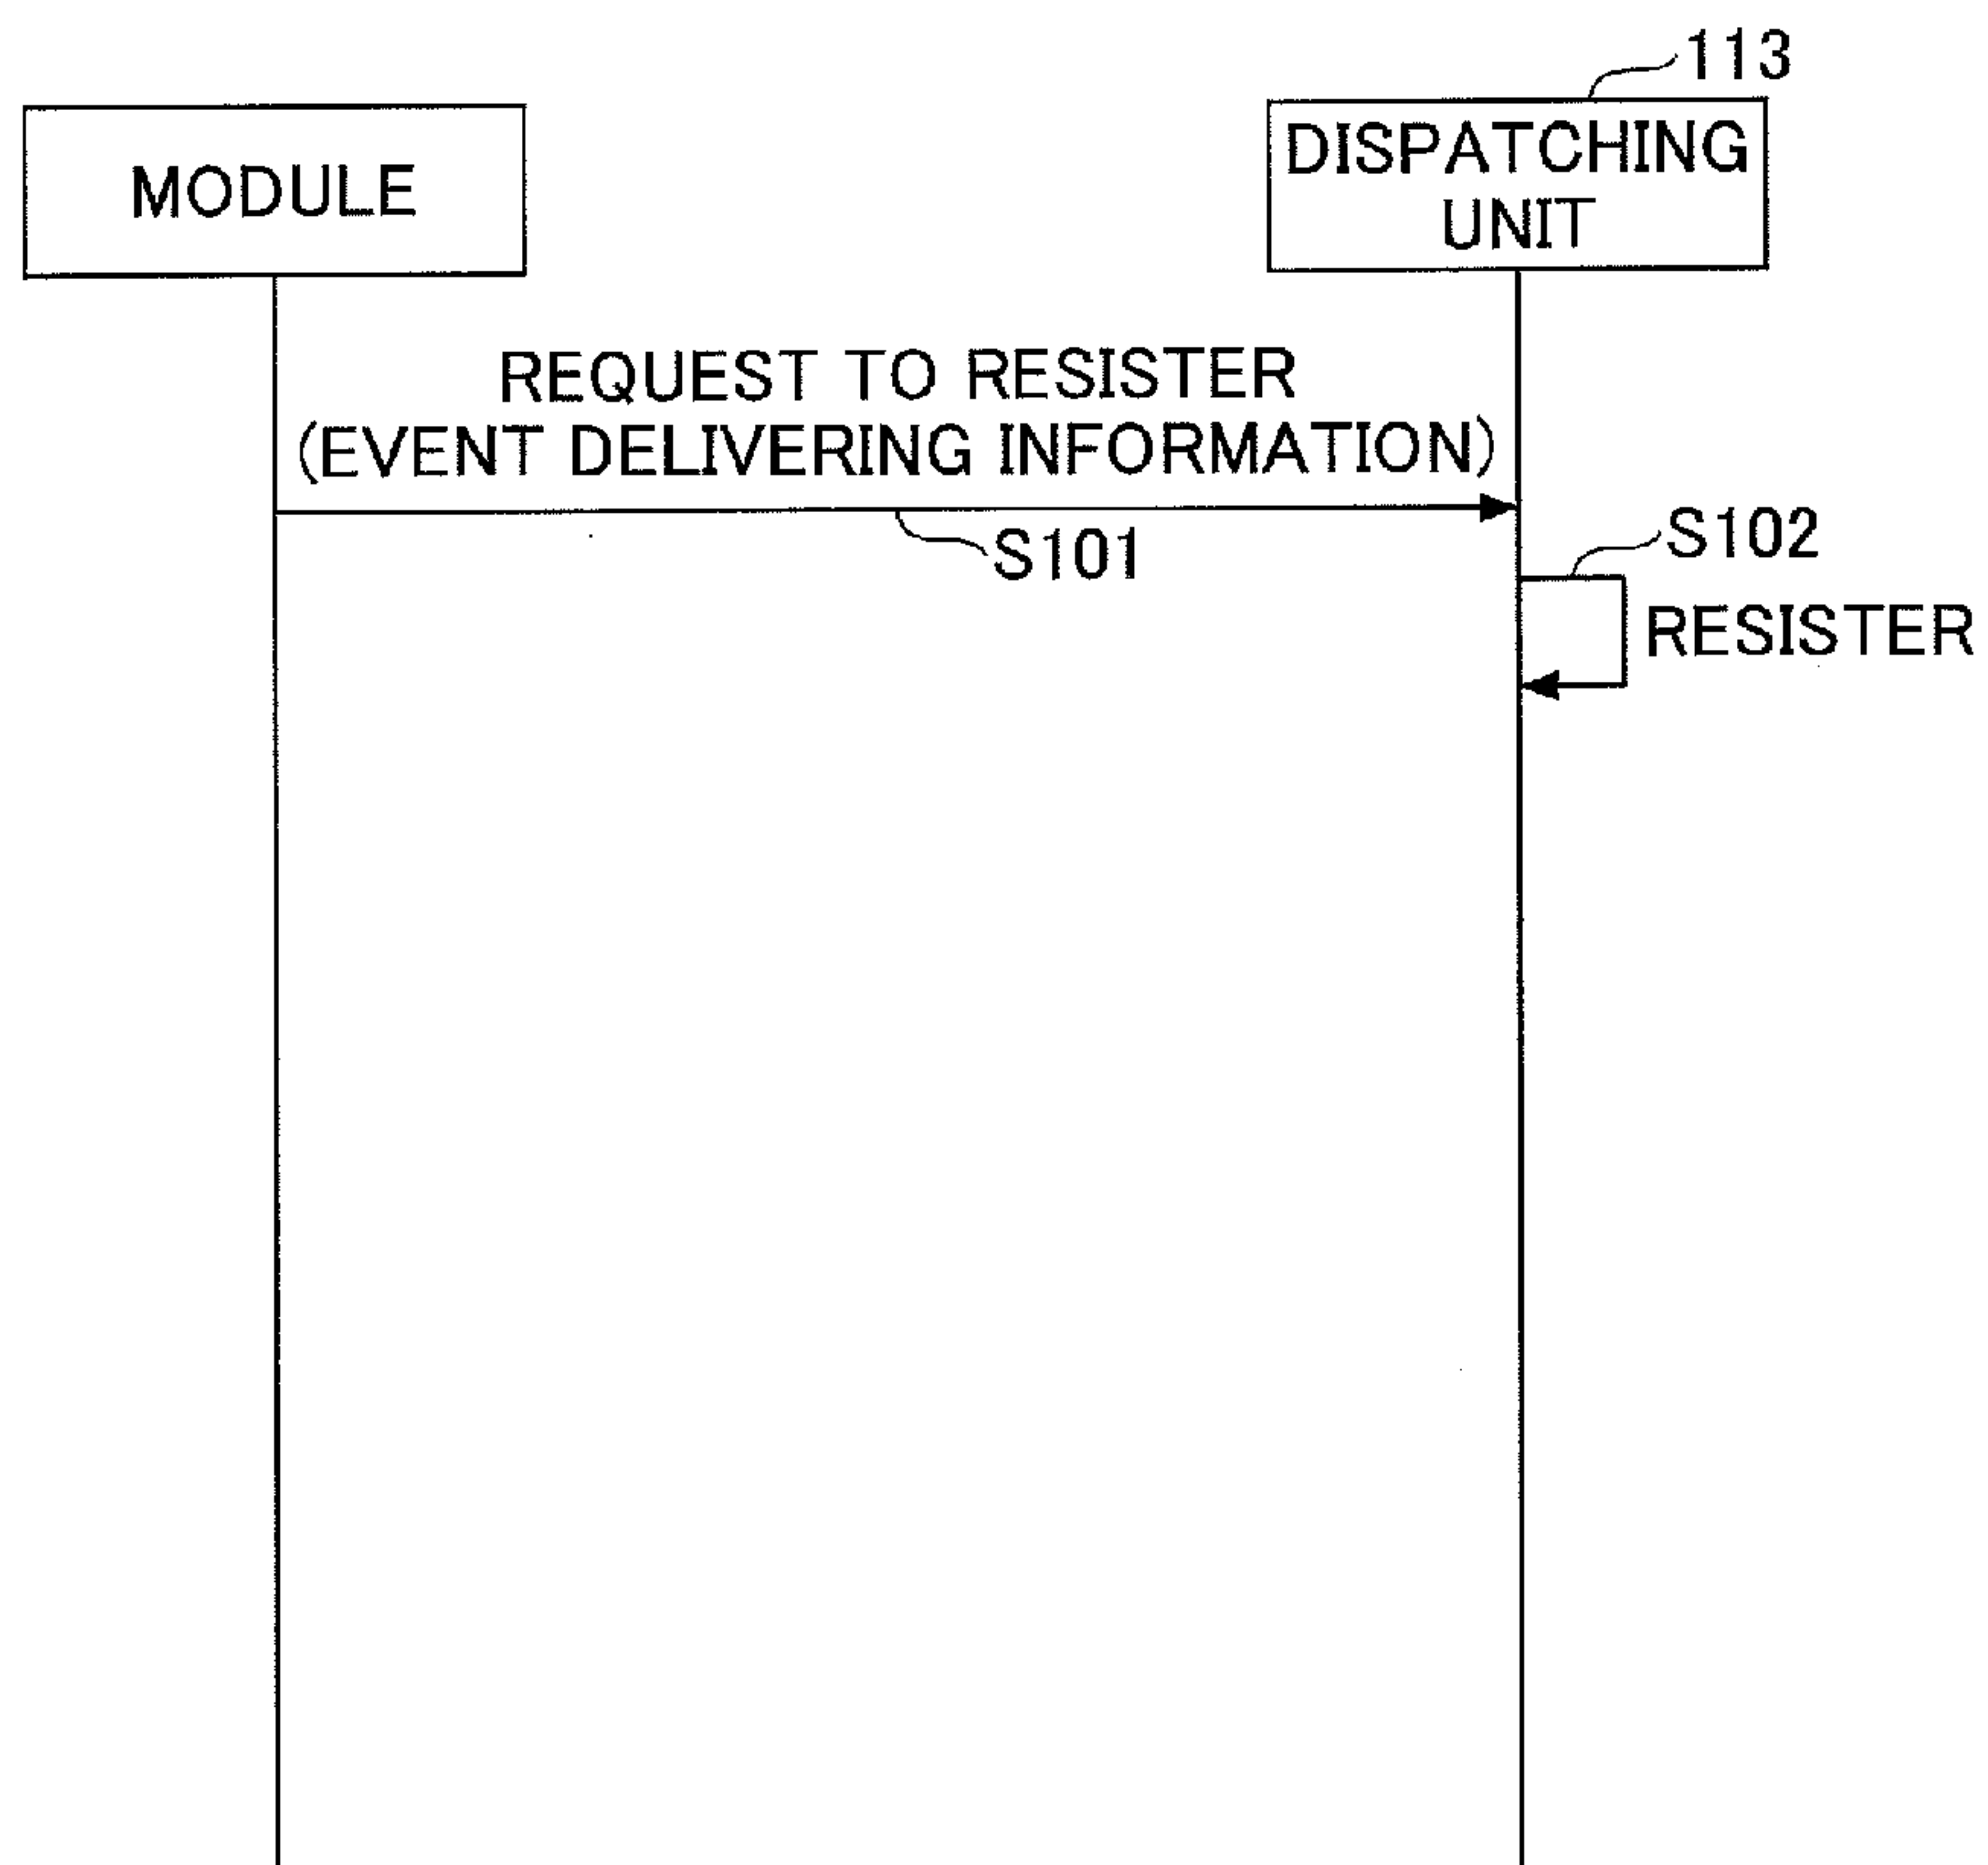 113
MODULE
DISPATCHING
UNIT
REQUEST TO RESISTER
(EVENT DELIVERING INFORMATION)
S101
S102
RESISTER